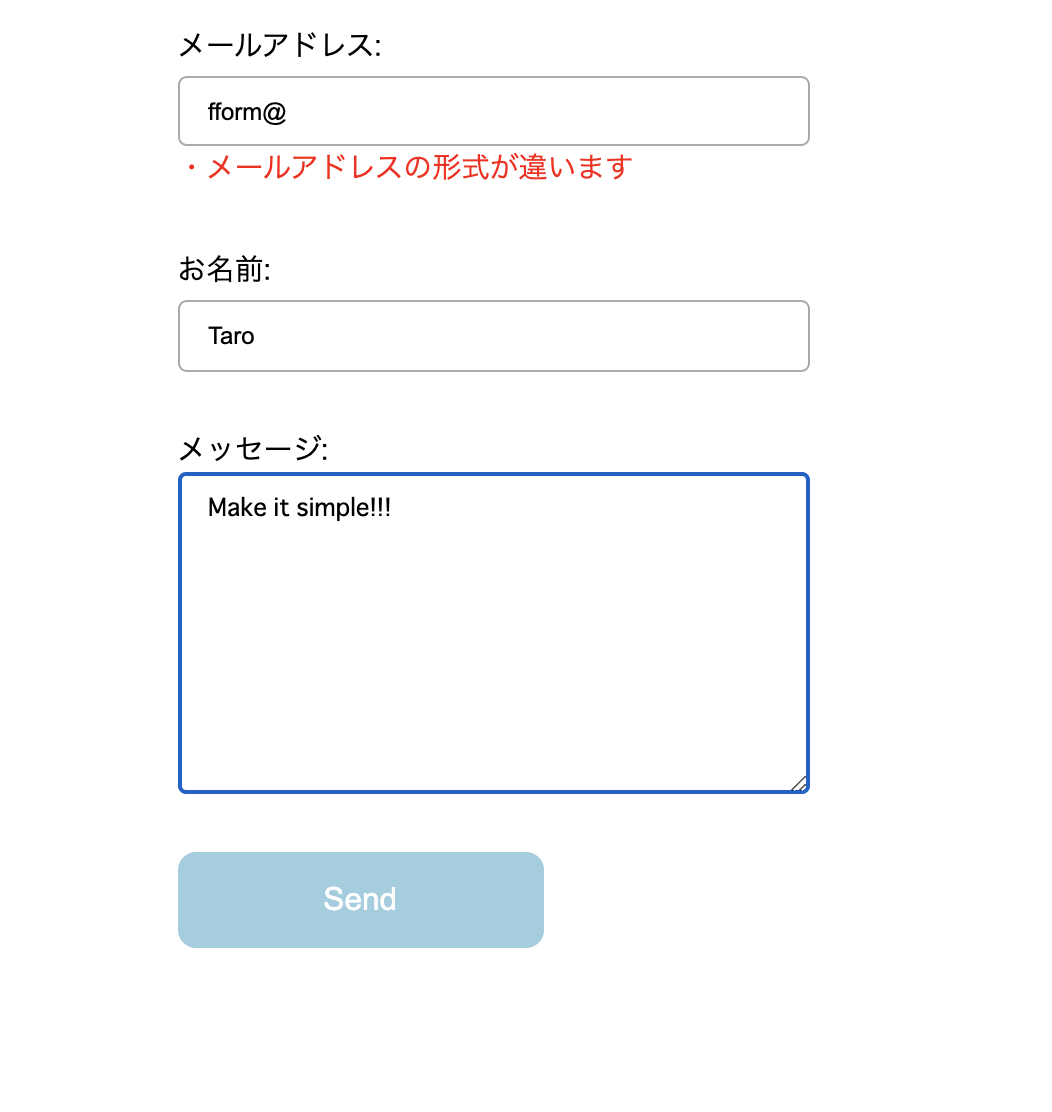 メールアドレス:
fform@
・メールアドレスの形式が違います
お名前:
Taro
メッセージ:
Make it simple!!!
Send